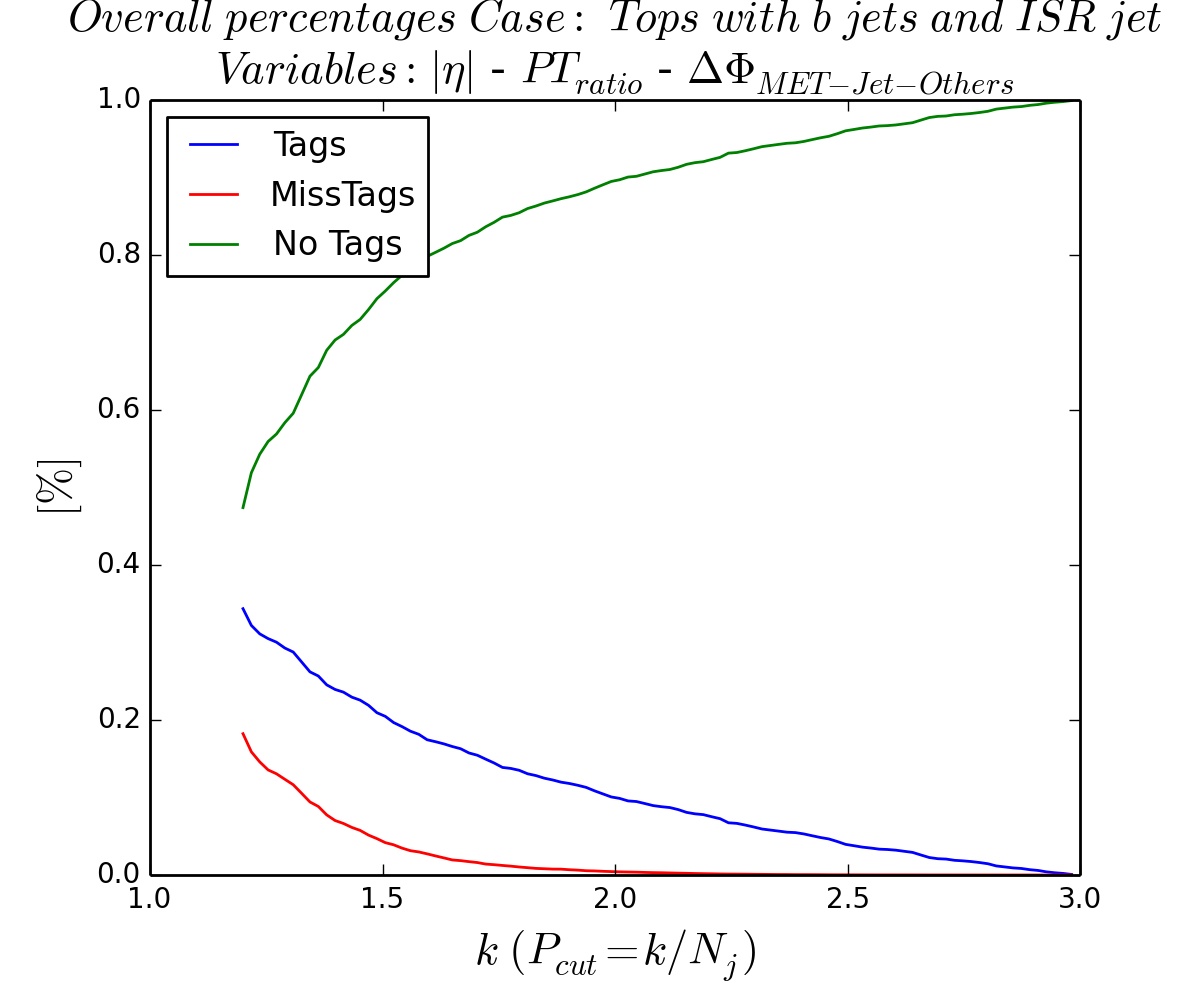 Overall percentages Case: Tops with b jets and ISR jet
Variables: |η| - PT_ratio - ΔΦ_MET−Jet−Others
1.0
Tags
MissTags
No Tags
0.8
0.6
[%]
0.4
0.2
0.0
1.0 1.5 2.0 2.5 3.0
k (P_cut=k/N_j)